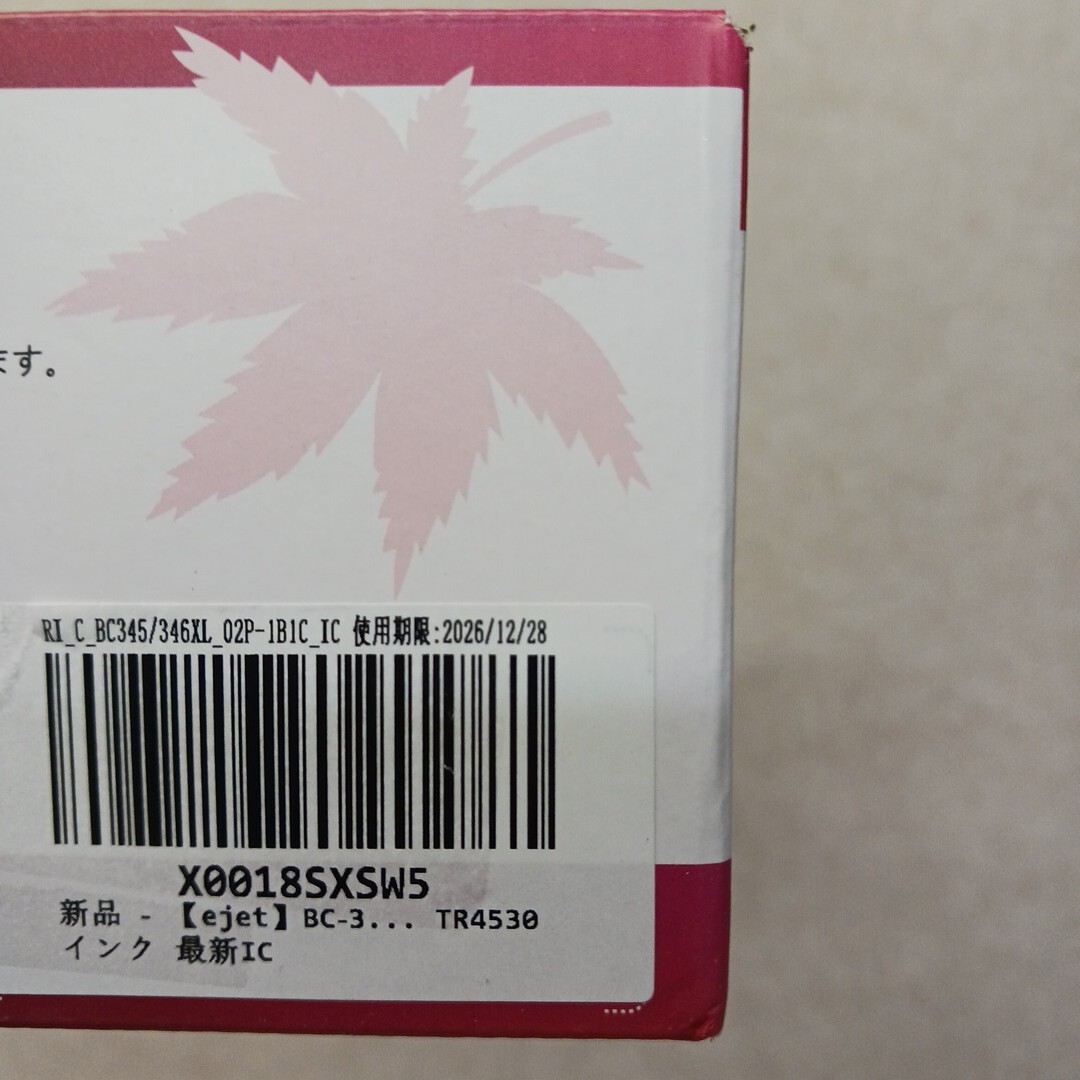 ます。
RI_C_BC345/346XL_02P-1B1C_IC 使用期限:2026/12/28
X0018SXSW5
新品 - 【ejet】BC-3... TR4530
インク 最新IC